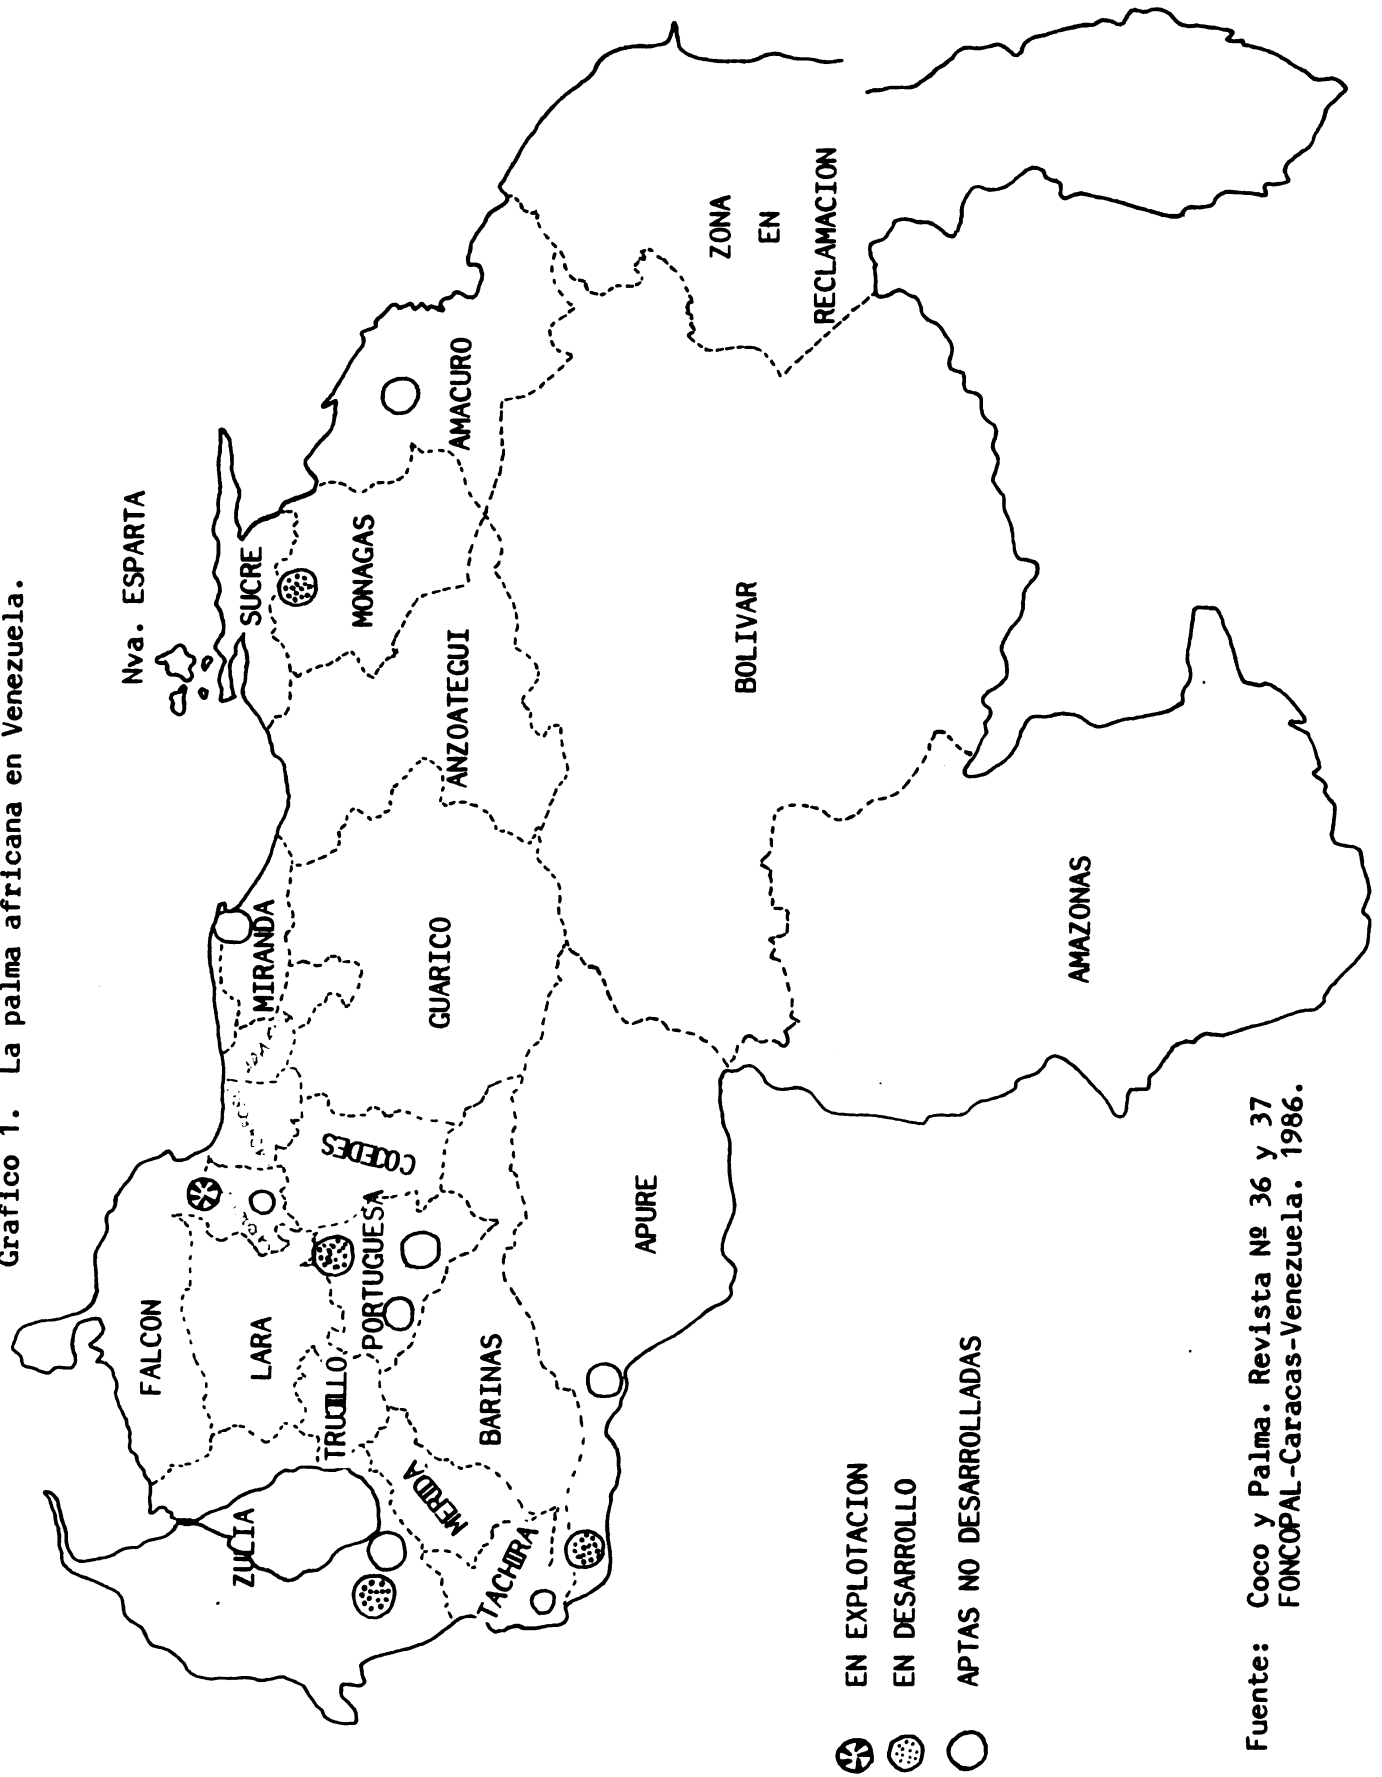 Grafico 1. La palma africana en Venezuela.
Nva. ESPARTA
FALCON
SUCRE
MIRANDA
ZULIA
LARA
TRUJILLO
COJEDES
PORTUGUESA
MONAGAS
AMACURO
MERIDA
GUARICO
ANZOATEGUI
TACHIRA
BARINAS
APURE
BOLIVAR
ZONA
EN
RECLAMACION
AMAZONAS
EN EXPLOTACION
EN DESARROLLO
APTAS NO DESARROLLADAS
Fuente: Coco y Palma. Revista Nº 36 y 37
FONCOPAL-Caracas-Venezuela. 1986.